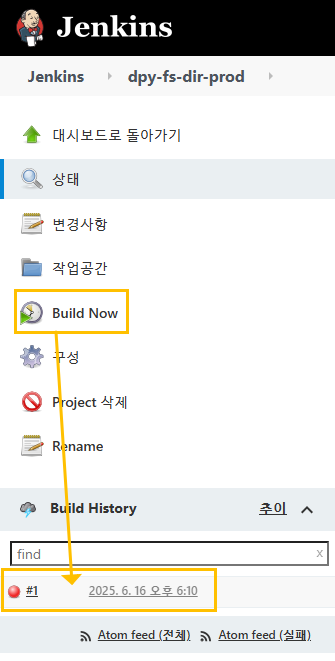 Jenkins
Jenkins dpy-fs-dir-prod
대시보드로 돌아가기
상태
변경사항
작업공간
Build Now
구성
Project 삭제
Rename
Build History 추이
find x
#1 2025. 6. 16 오후 6:10
Atom feed (전체) Atom feed (실패)